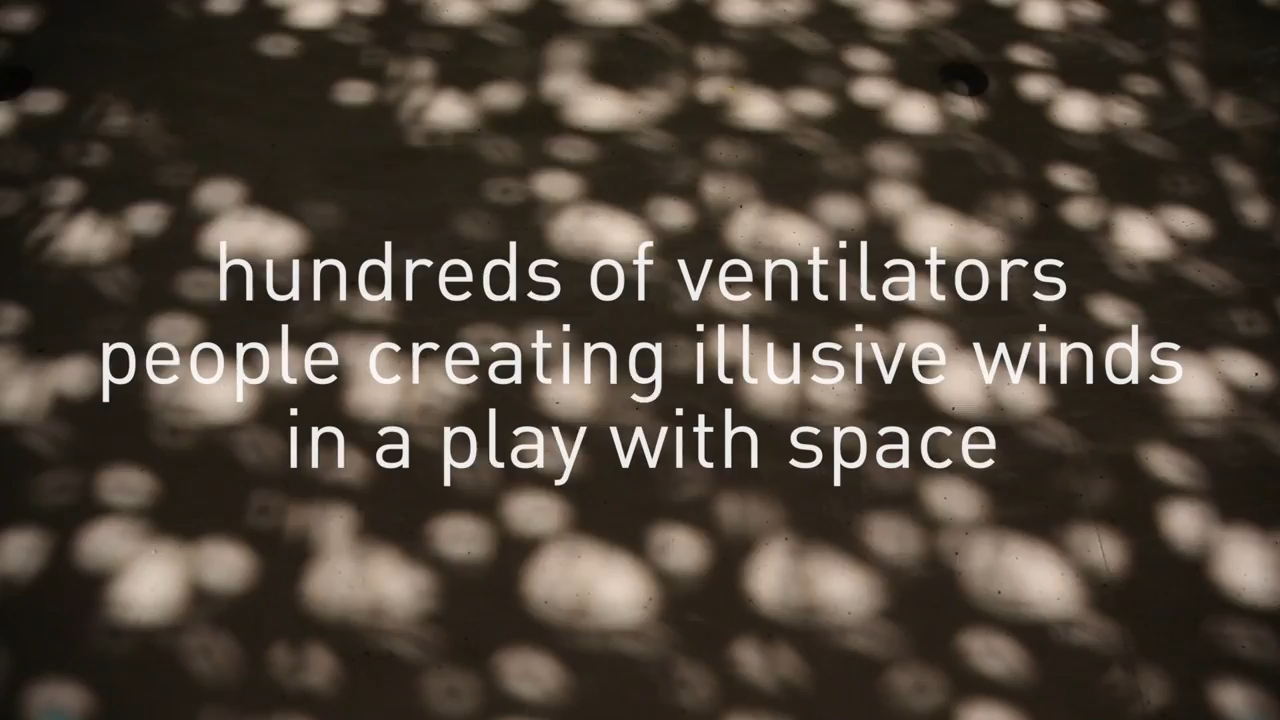 hundreds of ventilators
people creating illusive winds
in a play with space